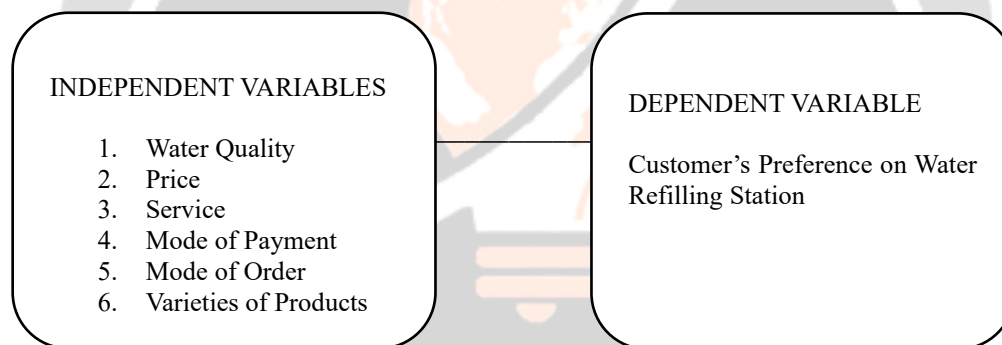 INDEPENDENT VARIABLES
1. Water Quality
2. Price
3. Service
4. Mode of Payment
5. Mode of Order
6. Varieties of Products
DEPENDENT VARIABLE
Customer’s Preference on Water
Refilling Station